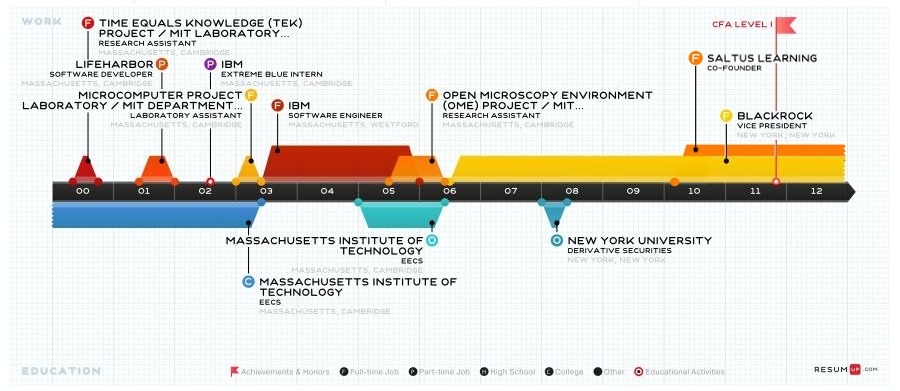 WORK
CFA LEVEL I
F TIME EQUALS KNOWLEDGE (TEK)
PROJECT / MIT LABORATORY...
RESEARCH ASSISTANT
MASSACHUSETTS, CAMBRIDGE
LIFEHARBOR P
SOFTWARE DEVELOPER
MASSACHUSETTS, CAMBRIDGE
P IBM
EXTREME BLUE INTERN
MASSACHUSETTS, CAMBRIDGE
F SALTUS LEARNING
CO-FOUNDER
MICROCOMPUTER PROJECT F
LABORATORY / MIT DEPARTMENT...
LABORATORY ASSISTANT
MASSACHUSETTS, CAMBRIDGE
F IBM
SOFTWARE ENGINEER
MASSACHUSETTS, WESTFORD
F OPEN MICROSCOPY ENVIRONMENT
(OME) PROJECT / MIT...
RESEARCH ASSISTANT
MASSACHUSETTS, CAMBRIDGE
F BLACKROCK
VICE PRESIDENT
NEW YORK, NEW YORK
00 01 02 03 04 05 06 07 08 09 10 11 12
MASSACHUSETTS INSTITUTE OF
TECHNOLOGY
EECS
MASSACHUSETTS, CAMBRIDGE
NEW YORK UNIVERSITY
DERIVATIVE SECURITIES
NEW YORK, NEW YORK
C MASSACHUSETTS INSTITUTE OF
TECHNOLOGY
EECS
MASSACHUSETTS, CAMBRIDGE
EDUCATION
Achievements & Honors F Full-time Job P Part-time Job H High School C College Other Educational Activities
RESUMUP.COM